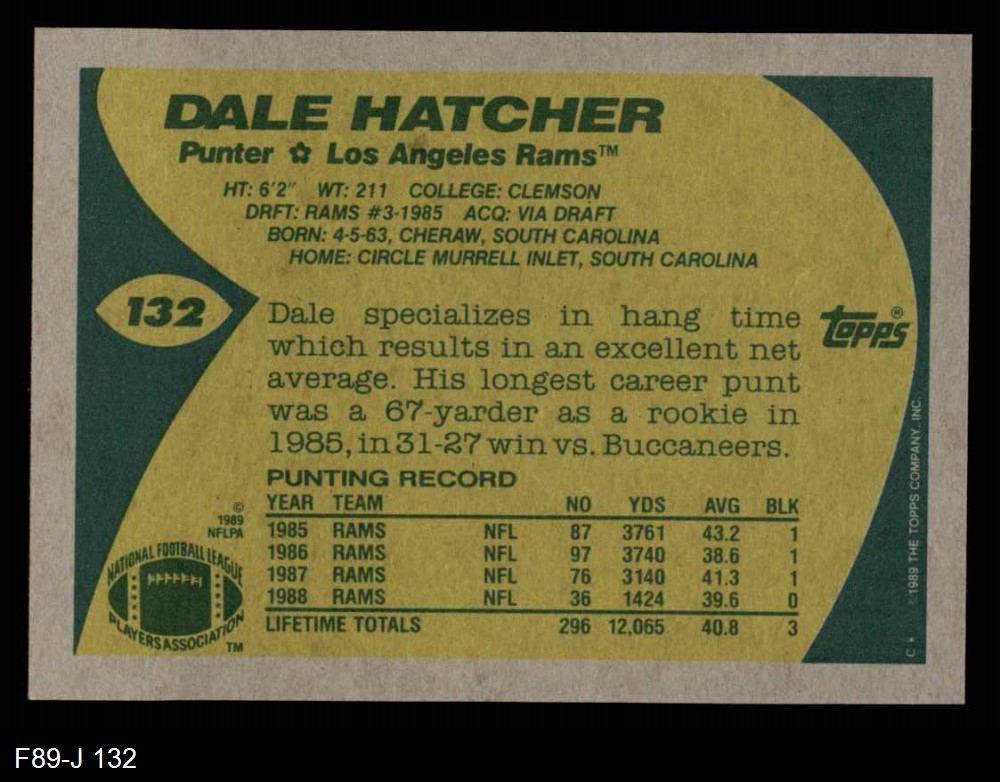 DALE HATCHER
Punter ✩ Los Angeles Rams™
HT: 6'2" WT: 211 COLLEGE: CLEMSON
DRFT: RAMS #3-1985 ACQ: VIA DRAFT
BORN: 4-5-63, CHERAW, SOUTH CAROLINA
HOME: CIRCLE MURRELL INLET, SOUTH CAROLINA
132
Dale specializes in hang time
which results in an excellent net
average. His longest career punt
was a 67-yarder as a rookie in
1985, in 31-27 win vs. Buccaneers.
topps®
PUNTING RECORD
YEAR TEAM NO YDS AVG BLK
1985 RAMS NFL 87 3761 43.2 1
1986 RAMS NFL 97 3740 38.6 1
1987 RAMS NFL 76 3140 41.3 1
1988 RAMS NFL 36 1424 39.6 0
LIFETIME TOTALS 296 12,065 40.8 3
©
1989
NFLPA
NATIONAL FOOTBALL LEAGUE
PLAYERS ASSOCIATION
TM
©1989 THE TOPPS COMPANY, INC.
C*
F89-J 132